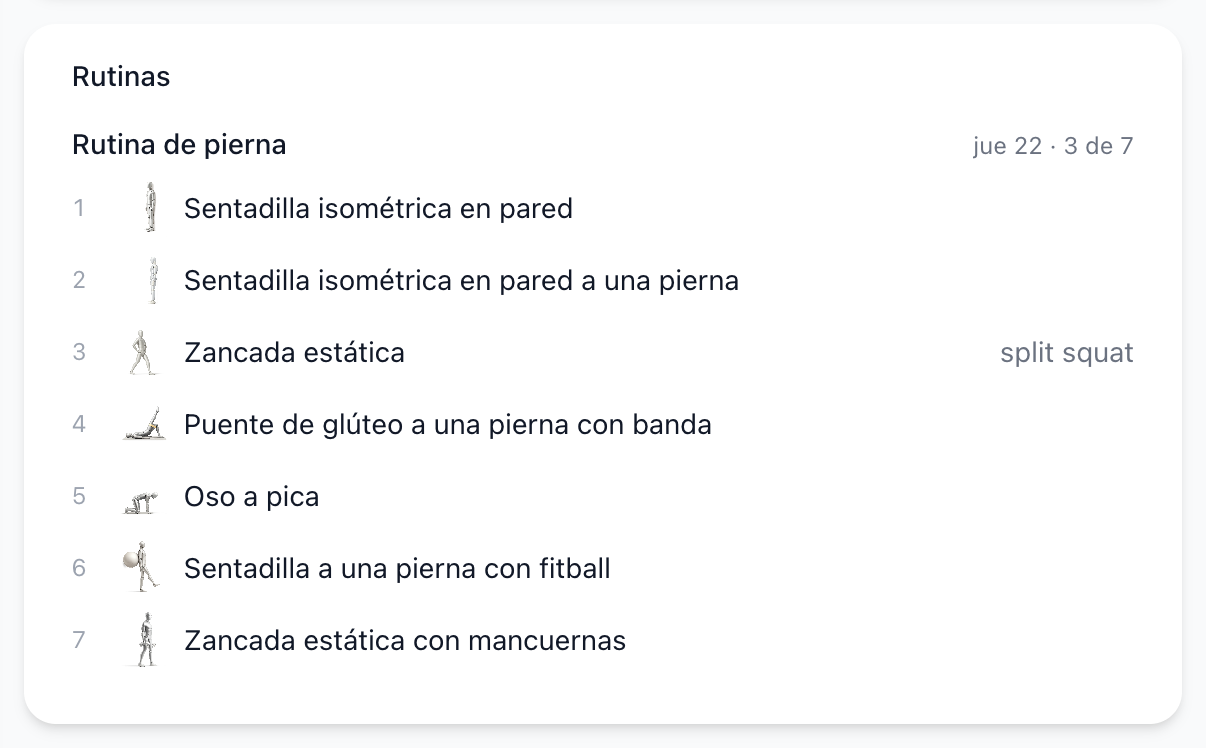 Rutinas
Rutina de pierna jue 22 · 3 de 7
1 Sentadilla isométrica en pared
2 Sentadilla isométrica en pared a una pierna
3 Zancada estática split squat
4 Puente de glúteo a una pierna con banda
5 Oso a pica
6 Sentadilla a una pierna con fitball
7 Zancada estática con mancuernas